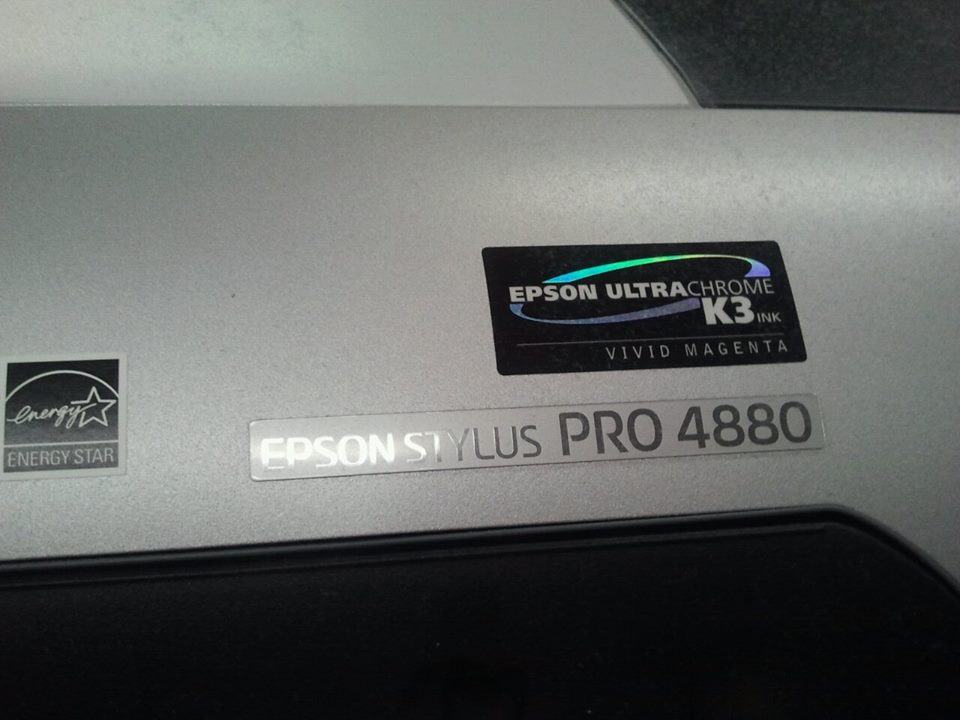 EPSON ULTRACHROME
K3 INK
VIVID MAGENTA
energy
ENERGY STAR
EPSON STYLUS PRO 4880